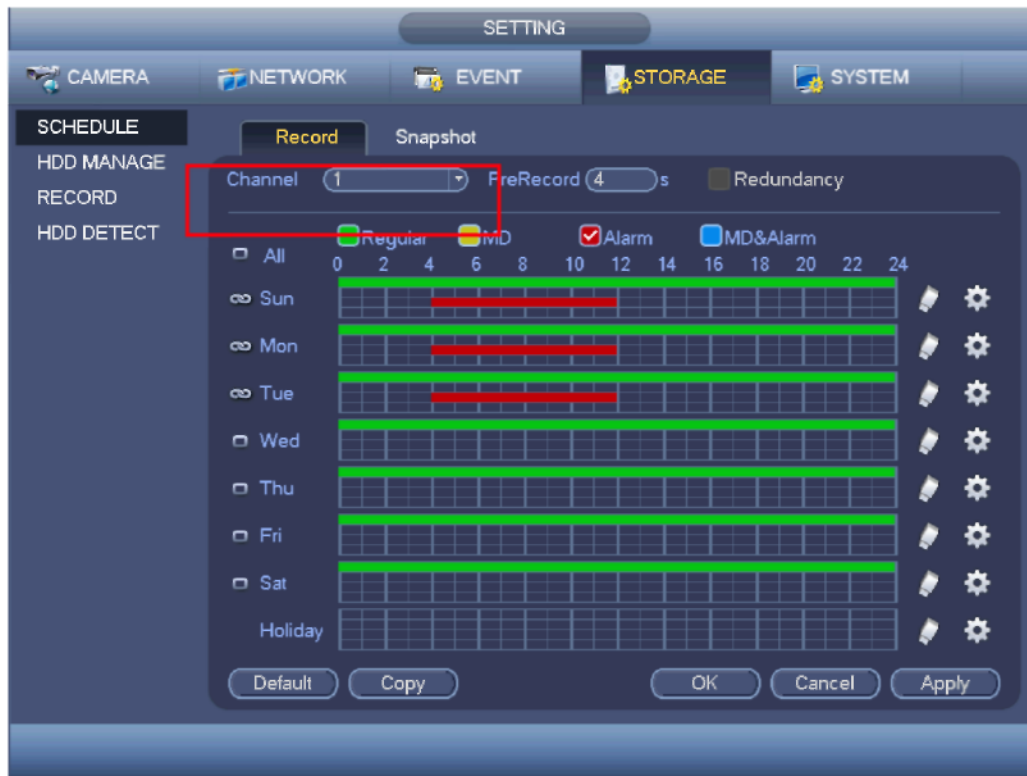 SETTING
CAMERA NETWORK EVENT STORAGE SYSTEM
SCHEDULE
HDD MANAGE
RECORD
HDD DETECT
Record Snapshot
Channel 1 PreRecord 4 s Redundancy
Regular MD Alarm MD&Alarm
All 0 2 4 6 8 10 12 14 16 18 20 22 24
Sun
Mon
Tue
Wed
Thu
Fri
Sat
Holiday
Default Copy OK Cancel Apply